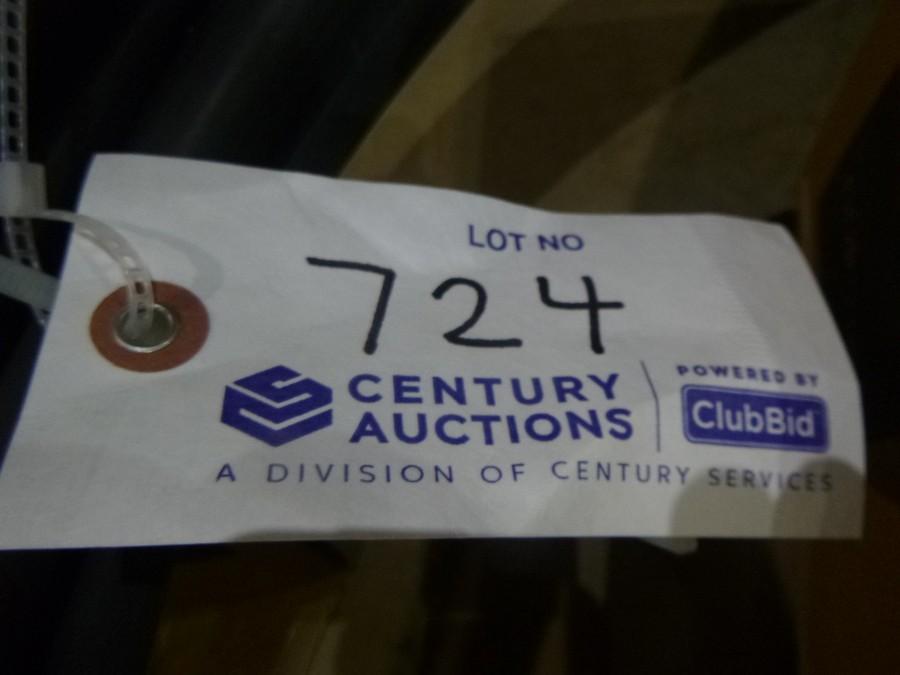 LOT NO
724
CENTURY AUCTIONS
POWERED BY
ClubBid
A DIVISION OF CENTURY SERVICES